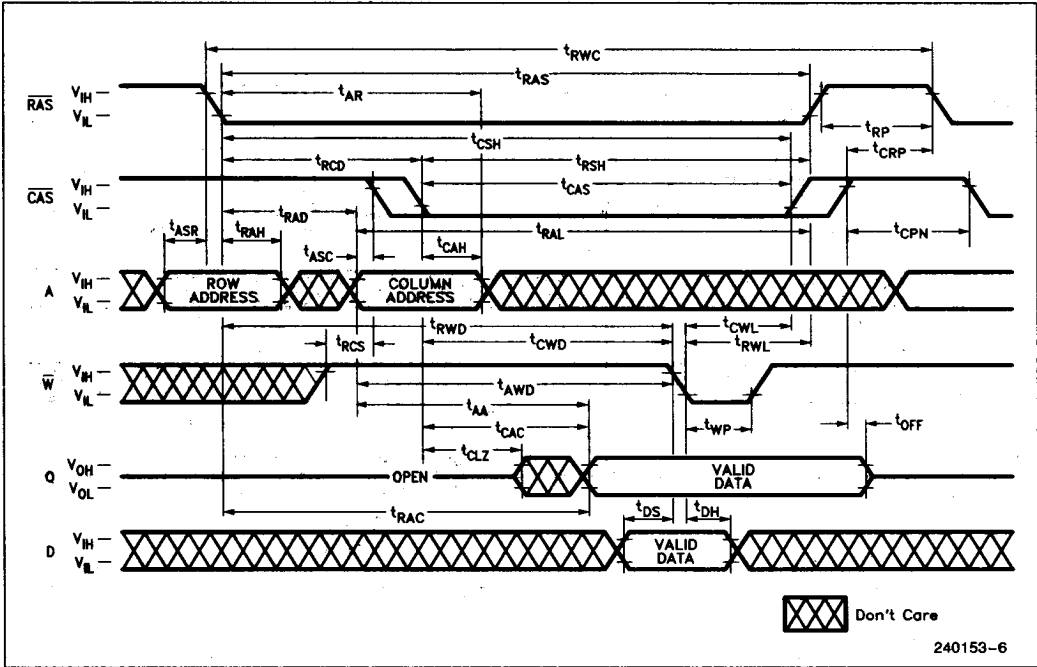 tRWC
tRAS
tAR
RAS
VIH
VIL
tRP
tCSH
tCRP
tRCD
tRSH
CAS
VIH
VIL
tCAS
tRAD
tRAL
tCPN
tASR
tRAH
tASC
tCAH
A
VIH
VIL
ROW ADDRESS
COLUMN ADDRESS
tRWD
tCWL
tRCS
tCWD
tRWL
W
VIH
VIL
tAWD
tAA
tCAC
tWP
tOFF
tCLZ
Q
VOH
VOL
OPEN
VALID DATA
tRAC
tDS
tDH
D
VIH
VIL
VALID DATA
Don't Care
240153-6